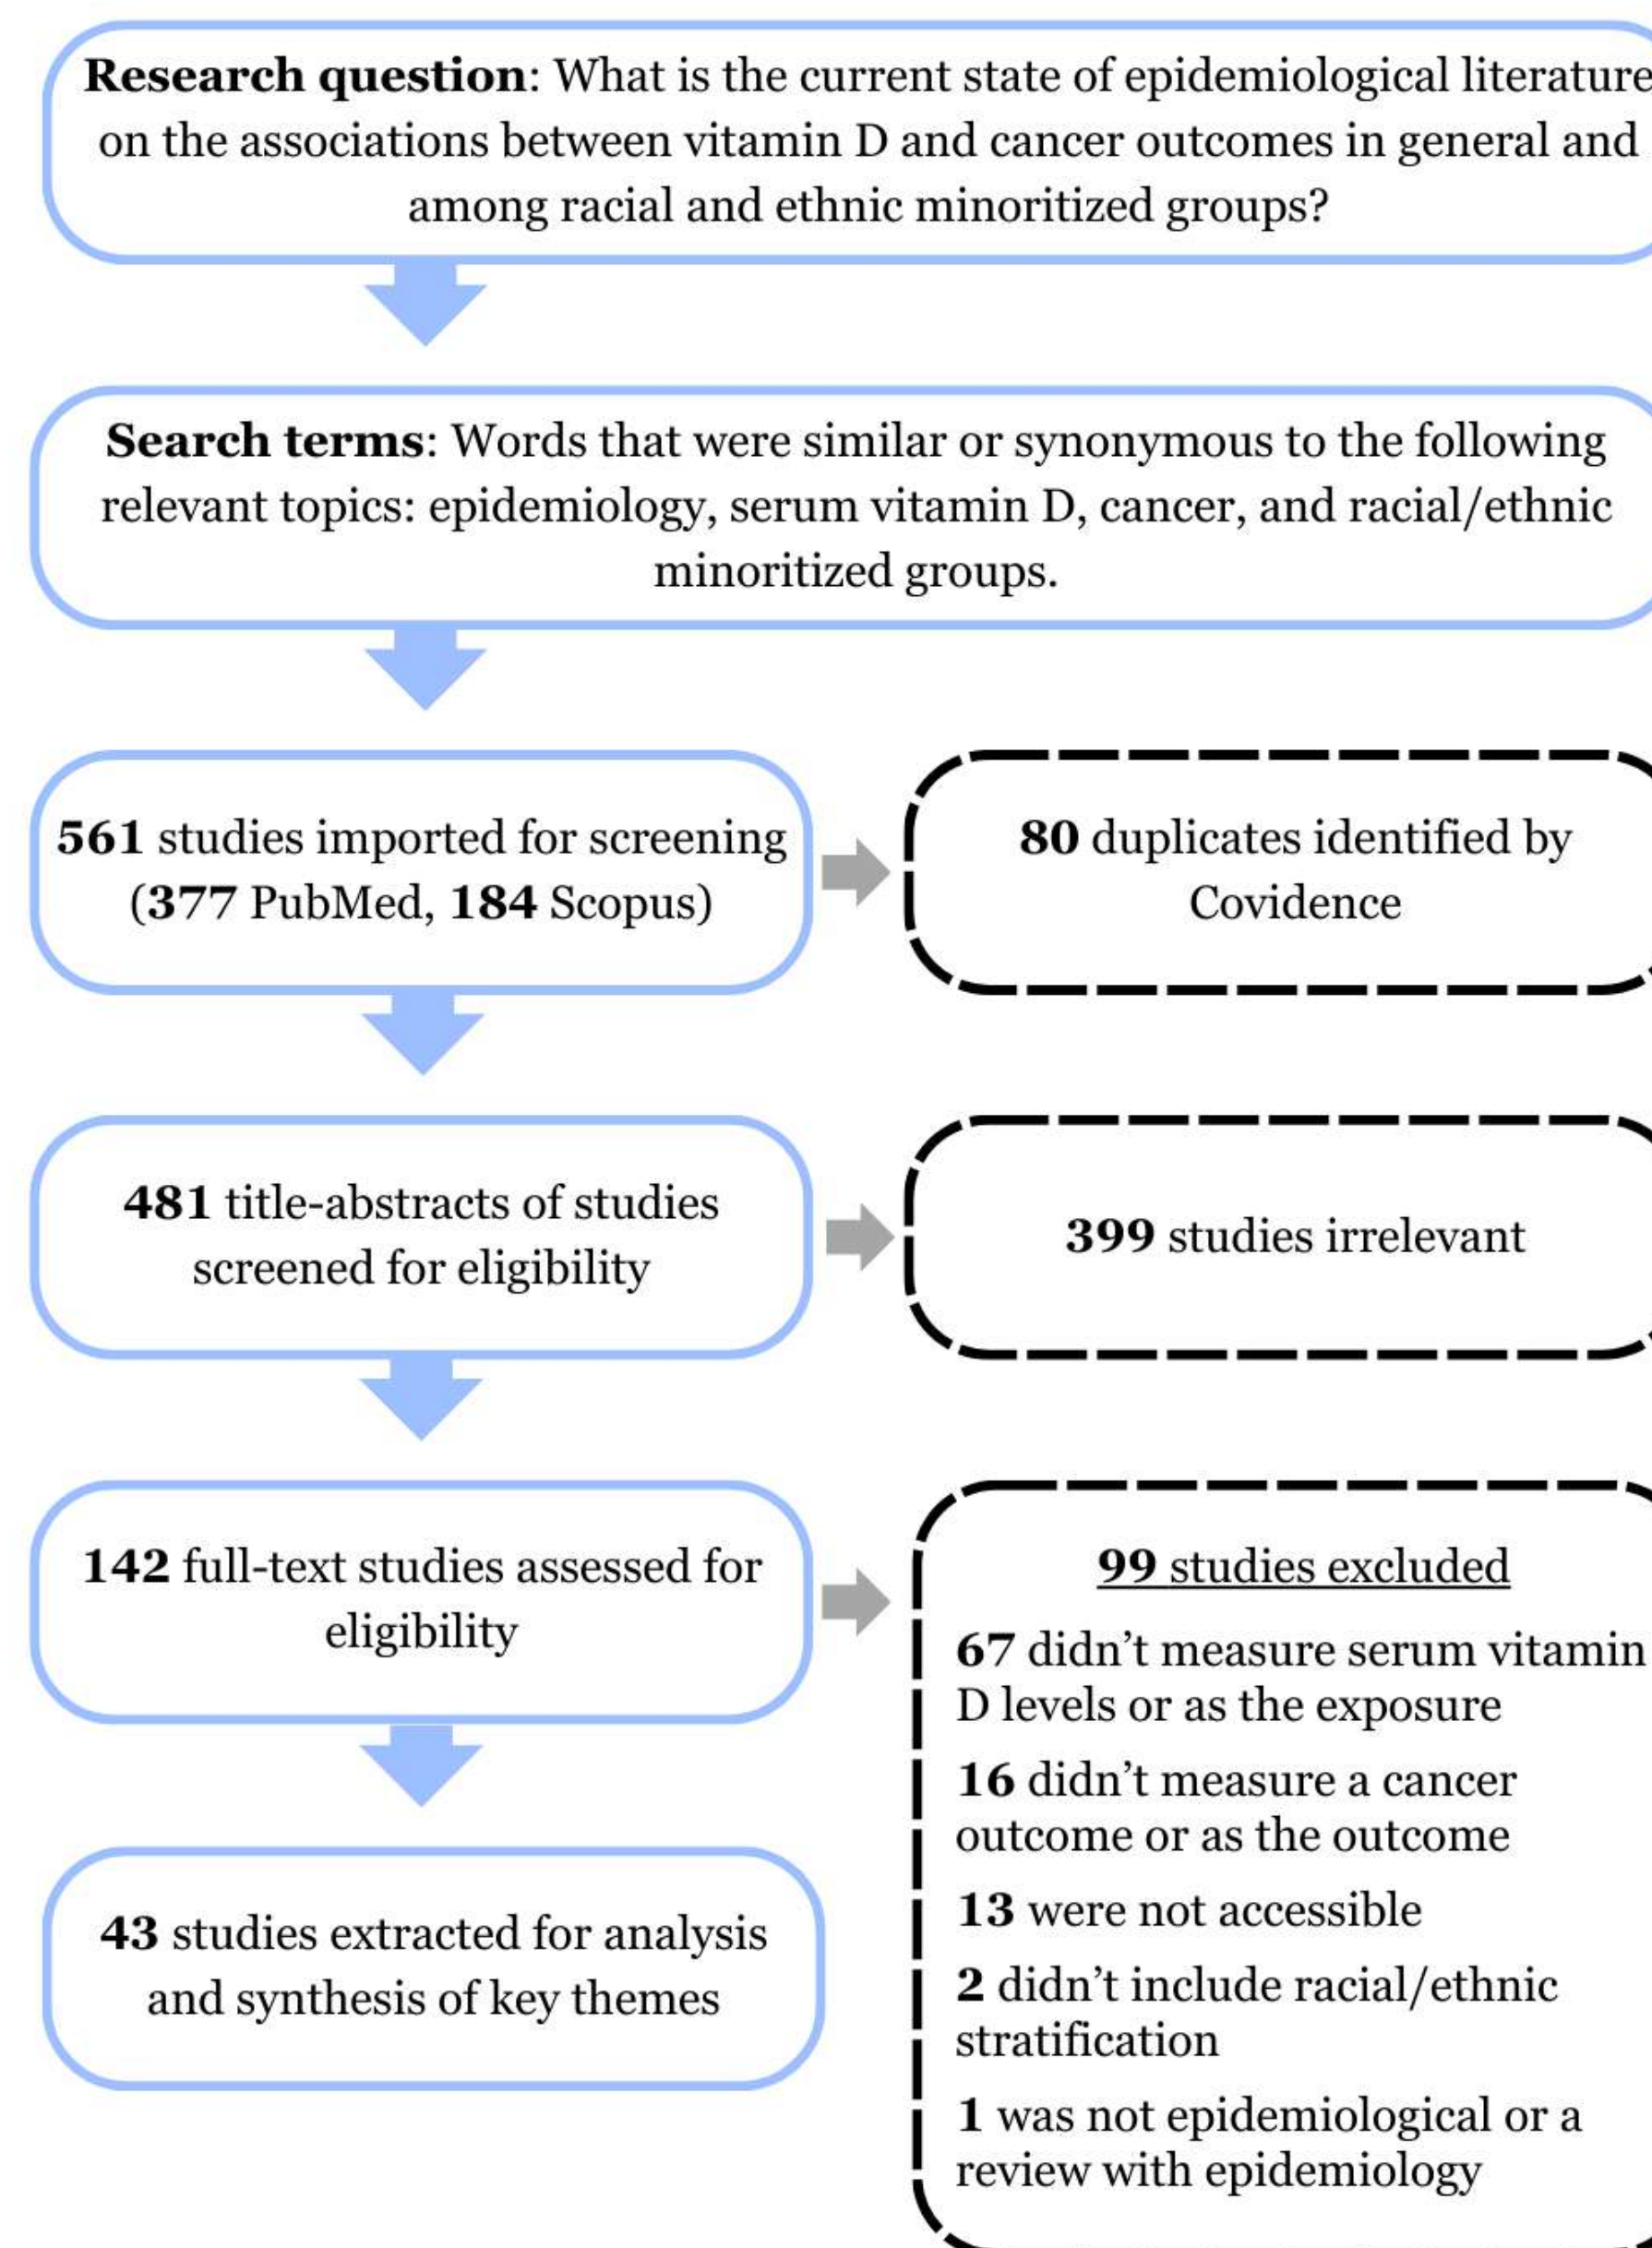 Research question: What is the current state of epidemiological literature
on the associations between vitamin D and cancer outcomes in general and
among racial and ethnic minoritized groups?
Search terms: Words that were similar or synonymous to the following
relevant topics: epidemiology, serum vitamin D, cancer, and racial/ethnic
minoritized groups.
561 studies imported for screening
(377 PubMed, 184 Scopus)
80 duplicates identified by
Covidence
481 title-abstracts of studies
screened for eligibility
399 studies irrelevant
142 full-text studies assessed for
eligibility
99 studies excluded
67 didn’t measure serum vitamin
D levels or as the exposure
16 didn’t measure a cancer
outcome or as the outcome
13 were not accessible
2 didn’t include racial/ethnic
stratification
1 was not epidemiological or a
review with epidemiology
43 studies extracted for analysis
and synthesis of key themes